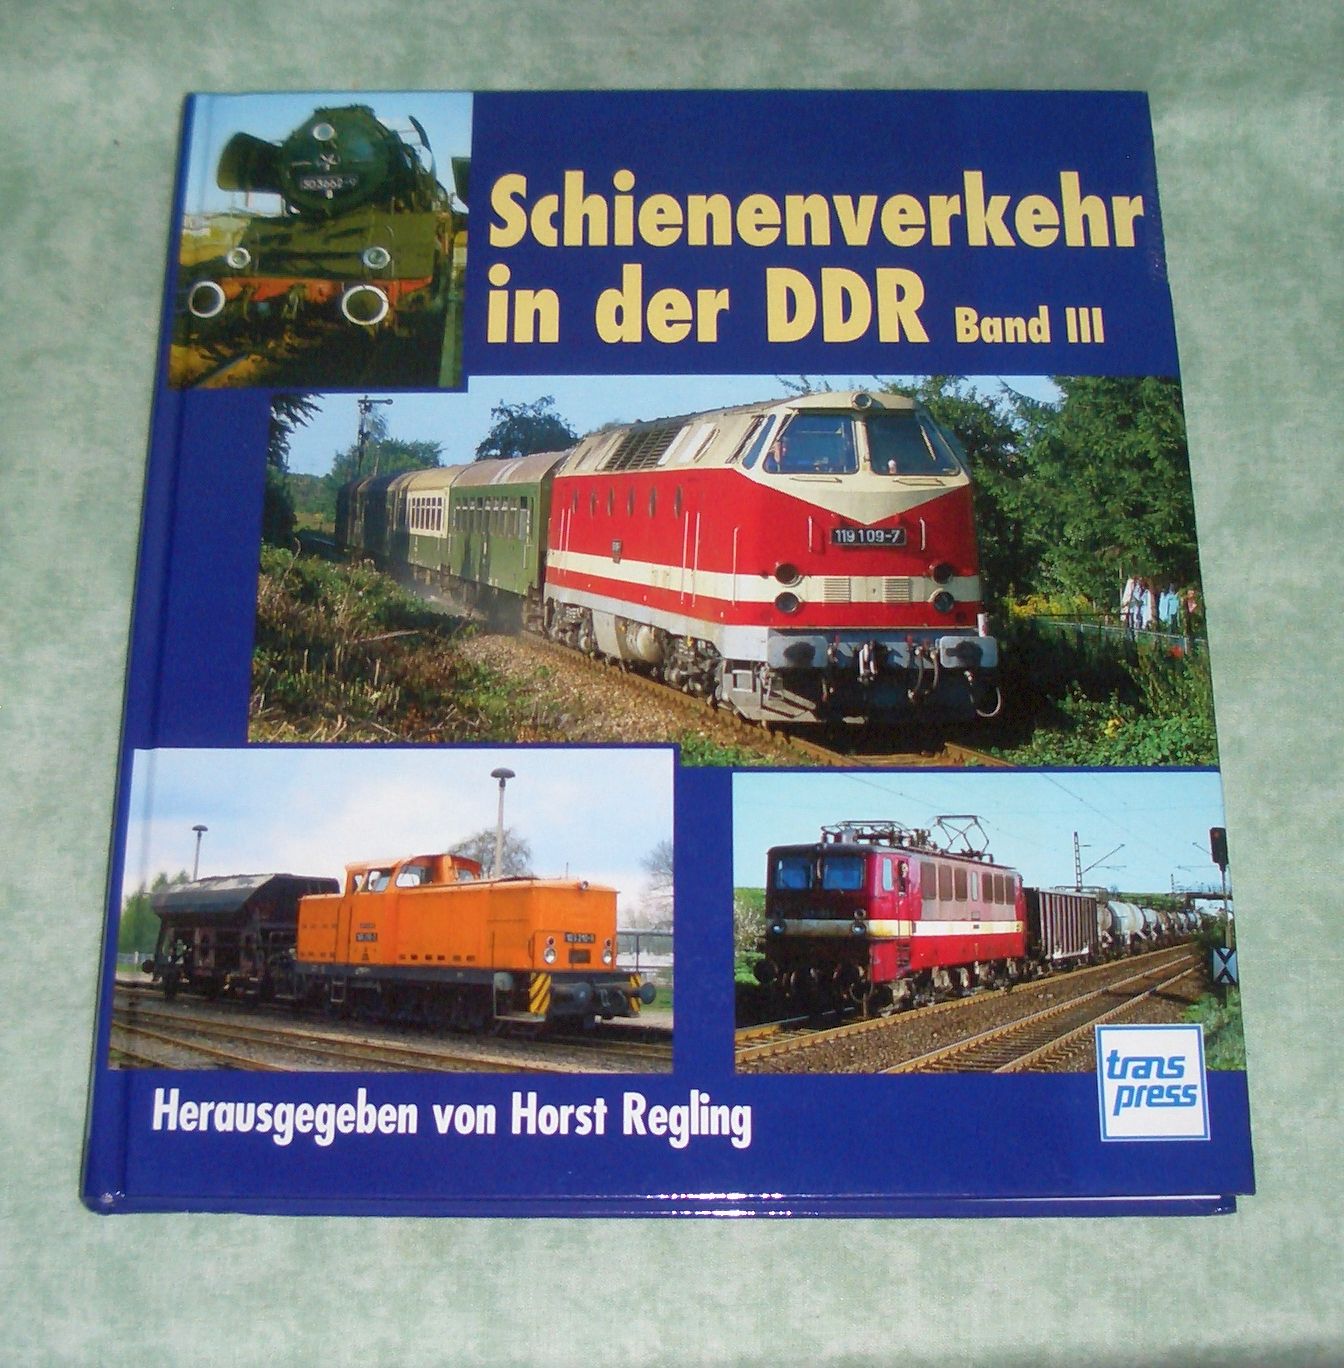 Schienenverkehr
in der DDR Band III
119 109-7
Herausgegeben von Horst Regling
trans
press